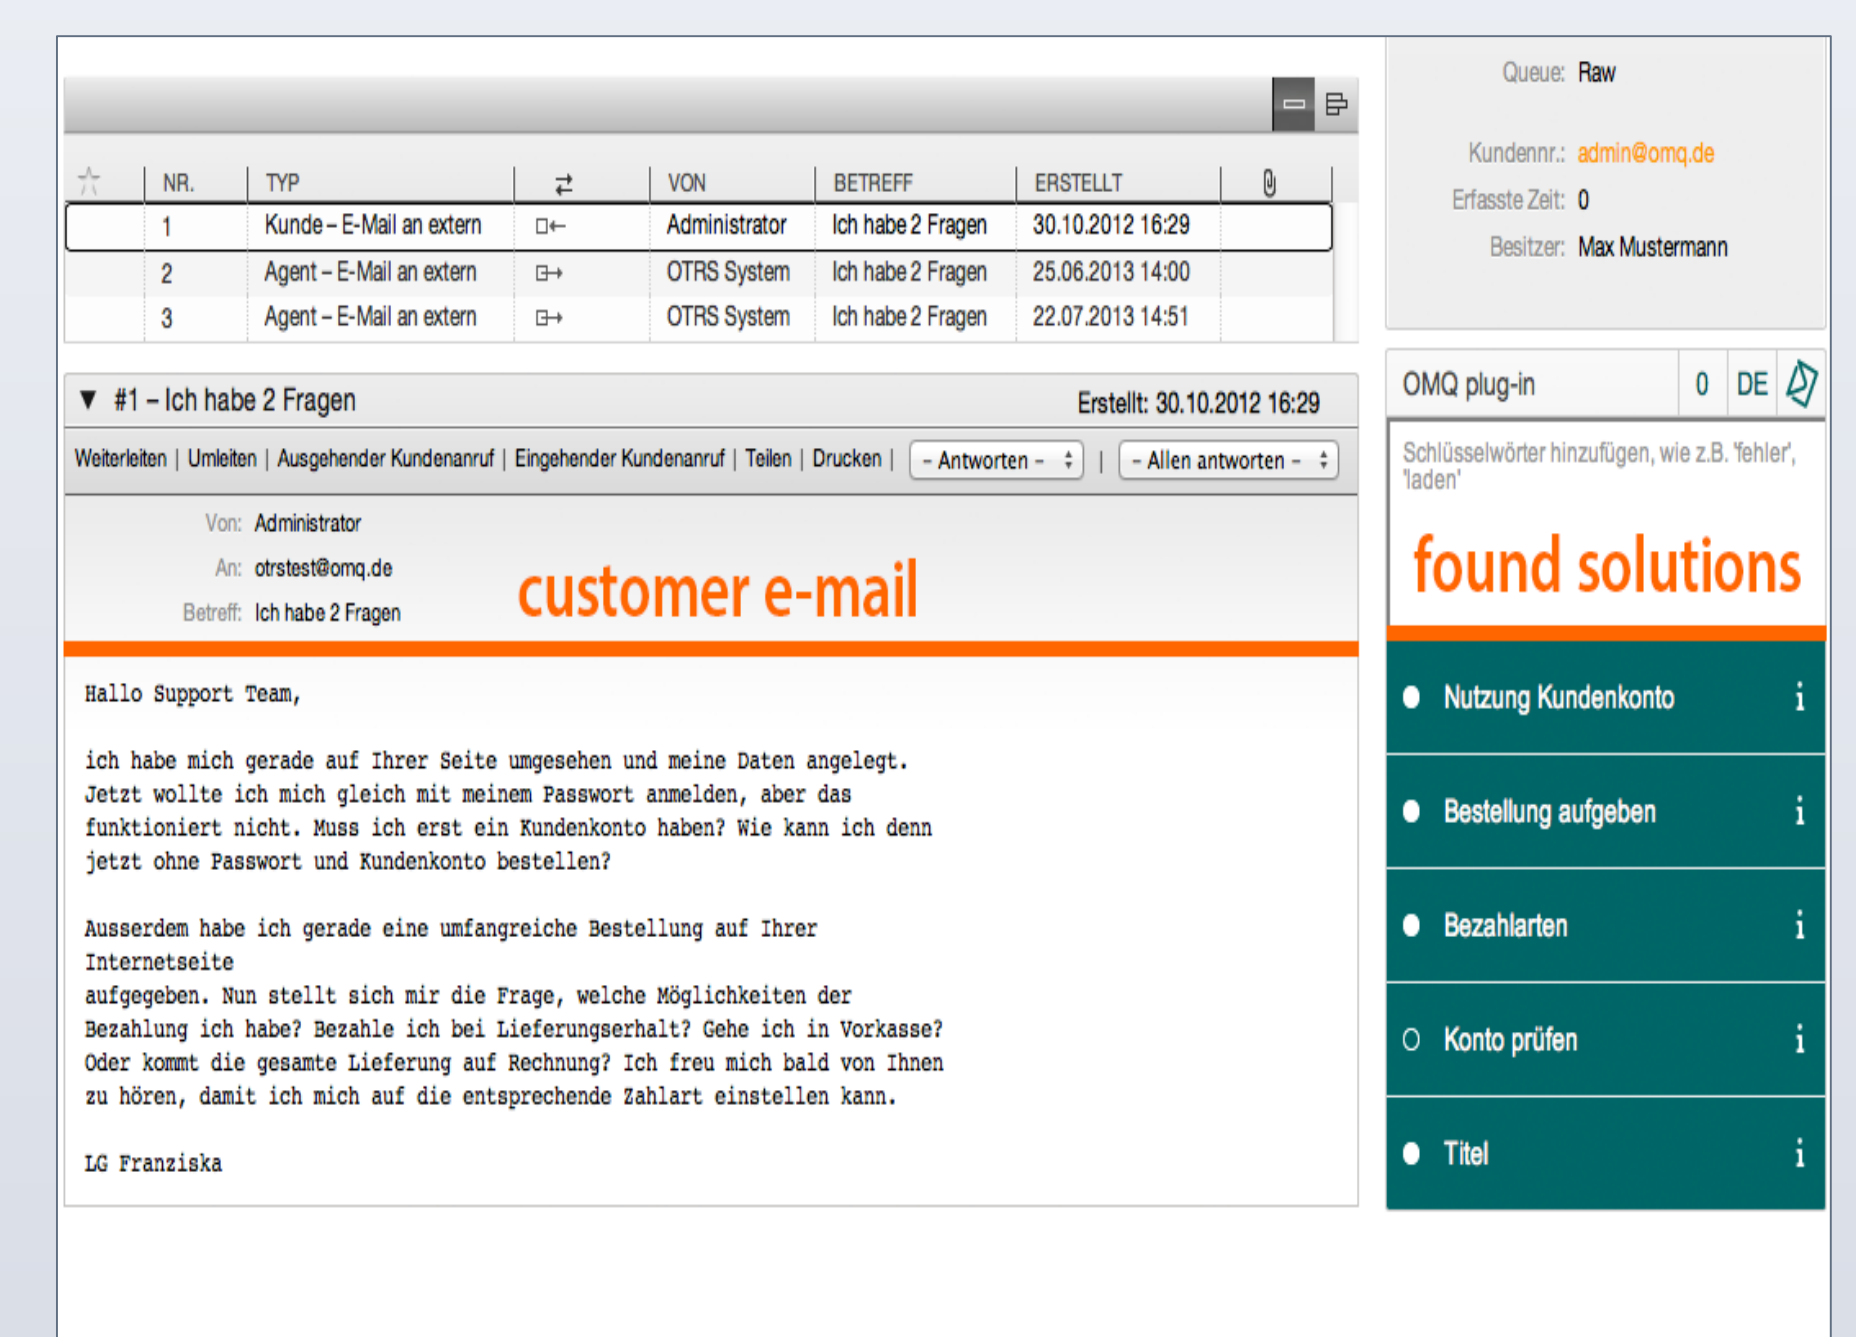 NR. TYP VON BETREFF ERSTELLT
1 Kunde – E-Mail an extern Administrator Ich habe 2 Fragen 30.10.2012 16:29
2 Agent – E-Mail an extern OTRS System Ich habe 2 Fragen 25.06.2013 14:00
3 Agent – E-Mail an extern OTRS System Ich habe 2 Fragen 22.07.2013 14:51
#1 – Ich habe 2 Fragen Erstellt: 30.10.2012 16:29
Weiterleiten | Umleiten | Ausgehender Kundenanruf | Eingehender Kundenanruf | Teilen | Drucken | - Antworten - | - Allen antworten -
Von: Administrator
An: otrstest@omq.de
Betreff: Ich habe 2 Fragen
customer e-mail
Hallo Support Team,
ich habe mich gerade auf Ihrer Seite umgesehen und meine Daten angelegt.
Jetzt wollte ich mich gleich mit meinem Passwort anmelden, aber das
funktioniert nicht. Muss ich erst ein Kundenkonto haben? Wie kann ich denn
jetzt ohne Passwort und Kundenkonto bestellen?
Ausserdem habe ich gerade eine umfangreiche Bestellung auf Ihrer
Internetseite
aufgegeben. Nun stellt sich mir die Frage, welche Möglichkeiten der
Bezahlung ich habe? Bezahle ich bei Lieferungserhalt? Gehe ich in Vorkasse?
Oder kommt die gesamte Lieferung auf Rechnung? Ich freu mich bald von Ihnen
zu hören, damit ich mich auf die entsprechende Zahlart einstellen kann.
LG Franziska
Queue: Raw
Kundennr.: admin@omq.de
Erfasste Zeit: 0
Besitzer: Max Mustermann
OMQ plug-in 0 DE
Schlüsselwörter hinzufügen, wie z.B. 'fehler',
'laden'
found solutions
Nutzung Kundenkonto i
Bestellung aufgeben i
Bezahlarten i
Konto prüfen i
Titel i